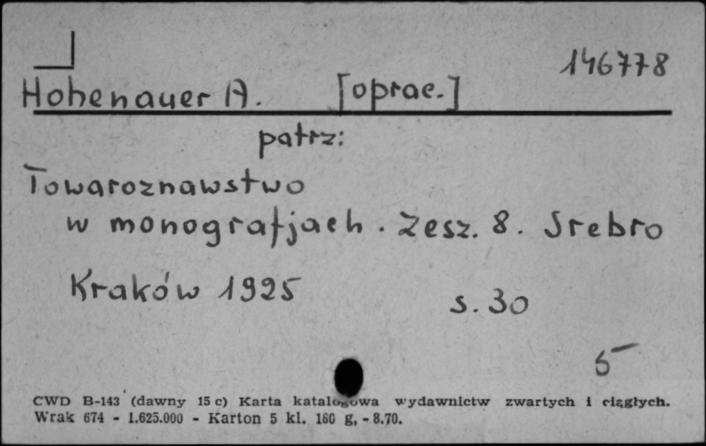 146778
Hohenauer A. [oprac.]
patrz:
Towaroznawstwo
w monografjach. Zesz. 8. Srebro
Kraków 1925 s. 30
5
CWD B-143 (dawny 15 c) Karta katalogowa wydawnictw zwartych i ciągłych.
Wrak 674 - 1.625.000 - Karton 5 kl. 160 g, - 8.70.